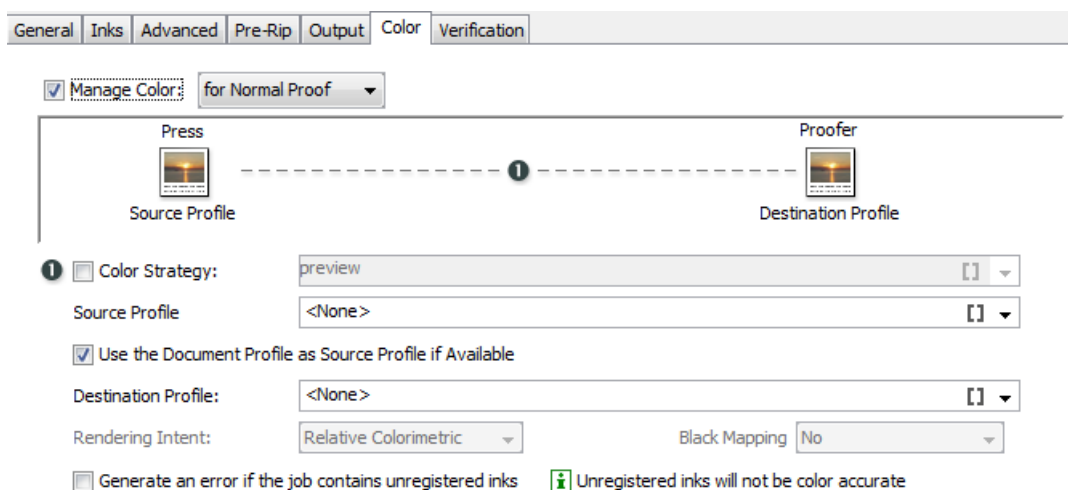 General Inks Advanced Pre-Rip Output Color Verification
Manage Color: for Normal Proof
Press Proofer
1
Source Profile Destination Profile
1 Color Strategy: preview
Source Profile <None>
Use the Document Profile as Source Profile if Available
Destination Profile: <None>
Rendering Intent: Relative Colorimetric Black Mapping No
Generate an error if the job contains unregistered inks Unregistered inks will not be color accurate